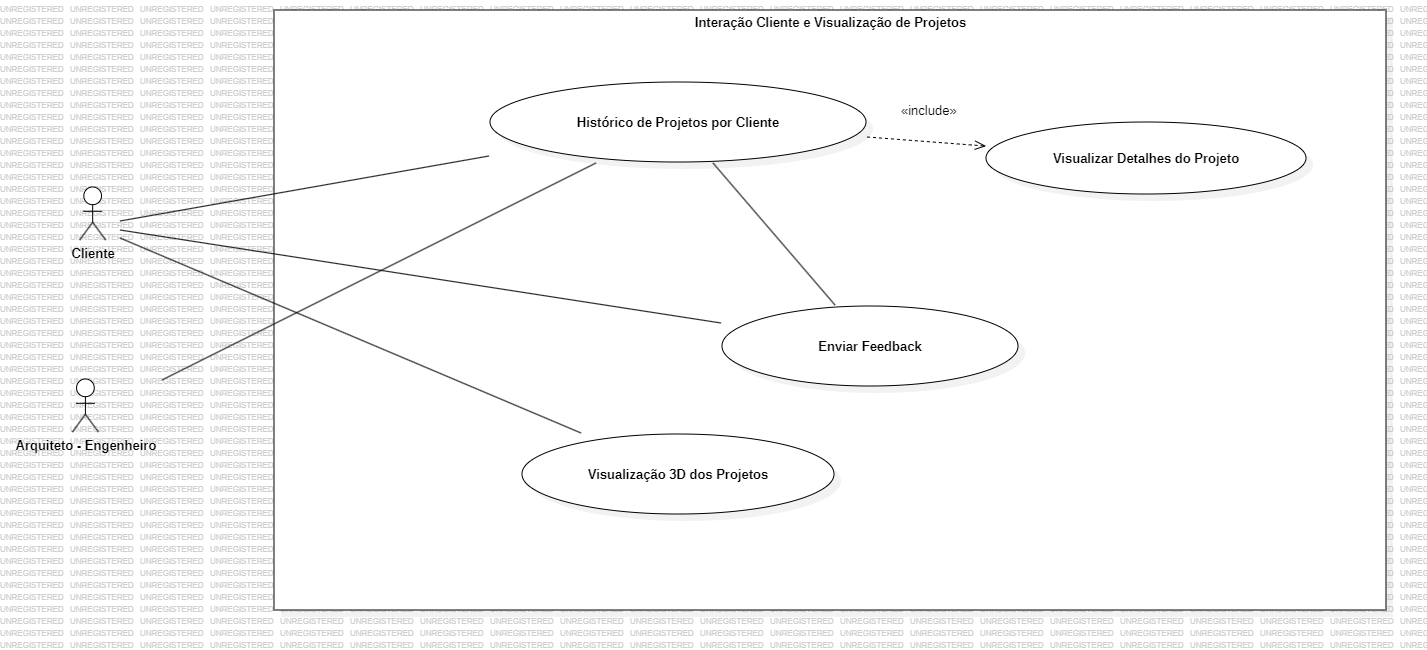 Interação Cliente e Visualização de Projetos
«include»
Histórico de Projetos por Cliente
Visualizar Detalhes do Projeto
Cliente
Enviar Feedback
Arquiteto - Engenheiro
Visualização 3D dos Projetos
UNREGISTERED